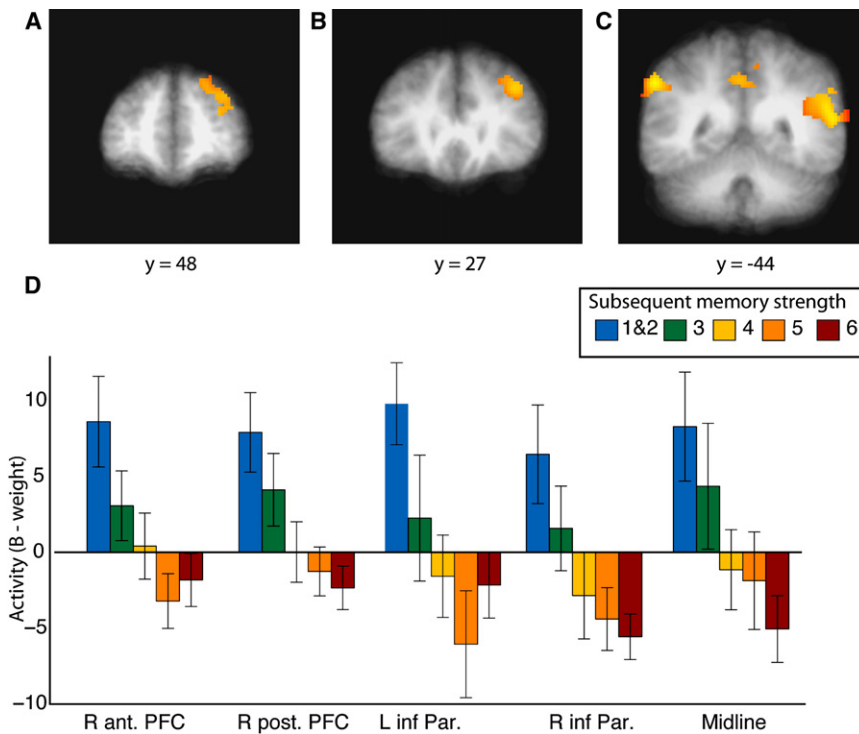 A B C
y = 48 y = 27 y = -44
D
Subsequent memory strength
1&2 3 4 5 6
Activity (B - weight)
10
5
0
−5
−10
R ant. PFC R post. PFC L inf Par. R inf Par. Midline